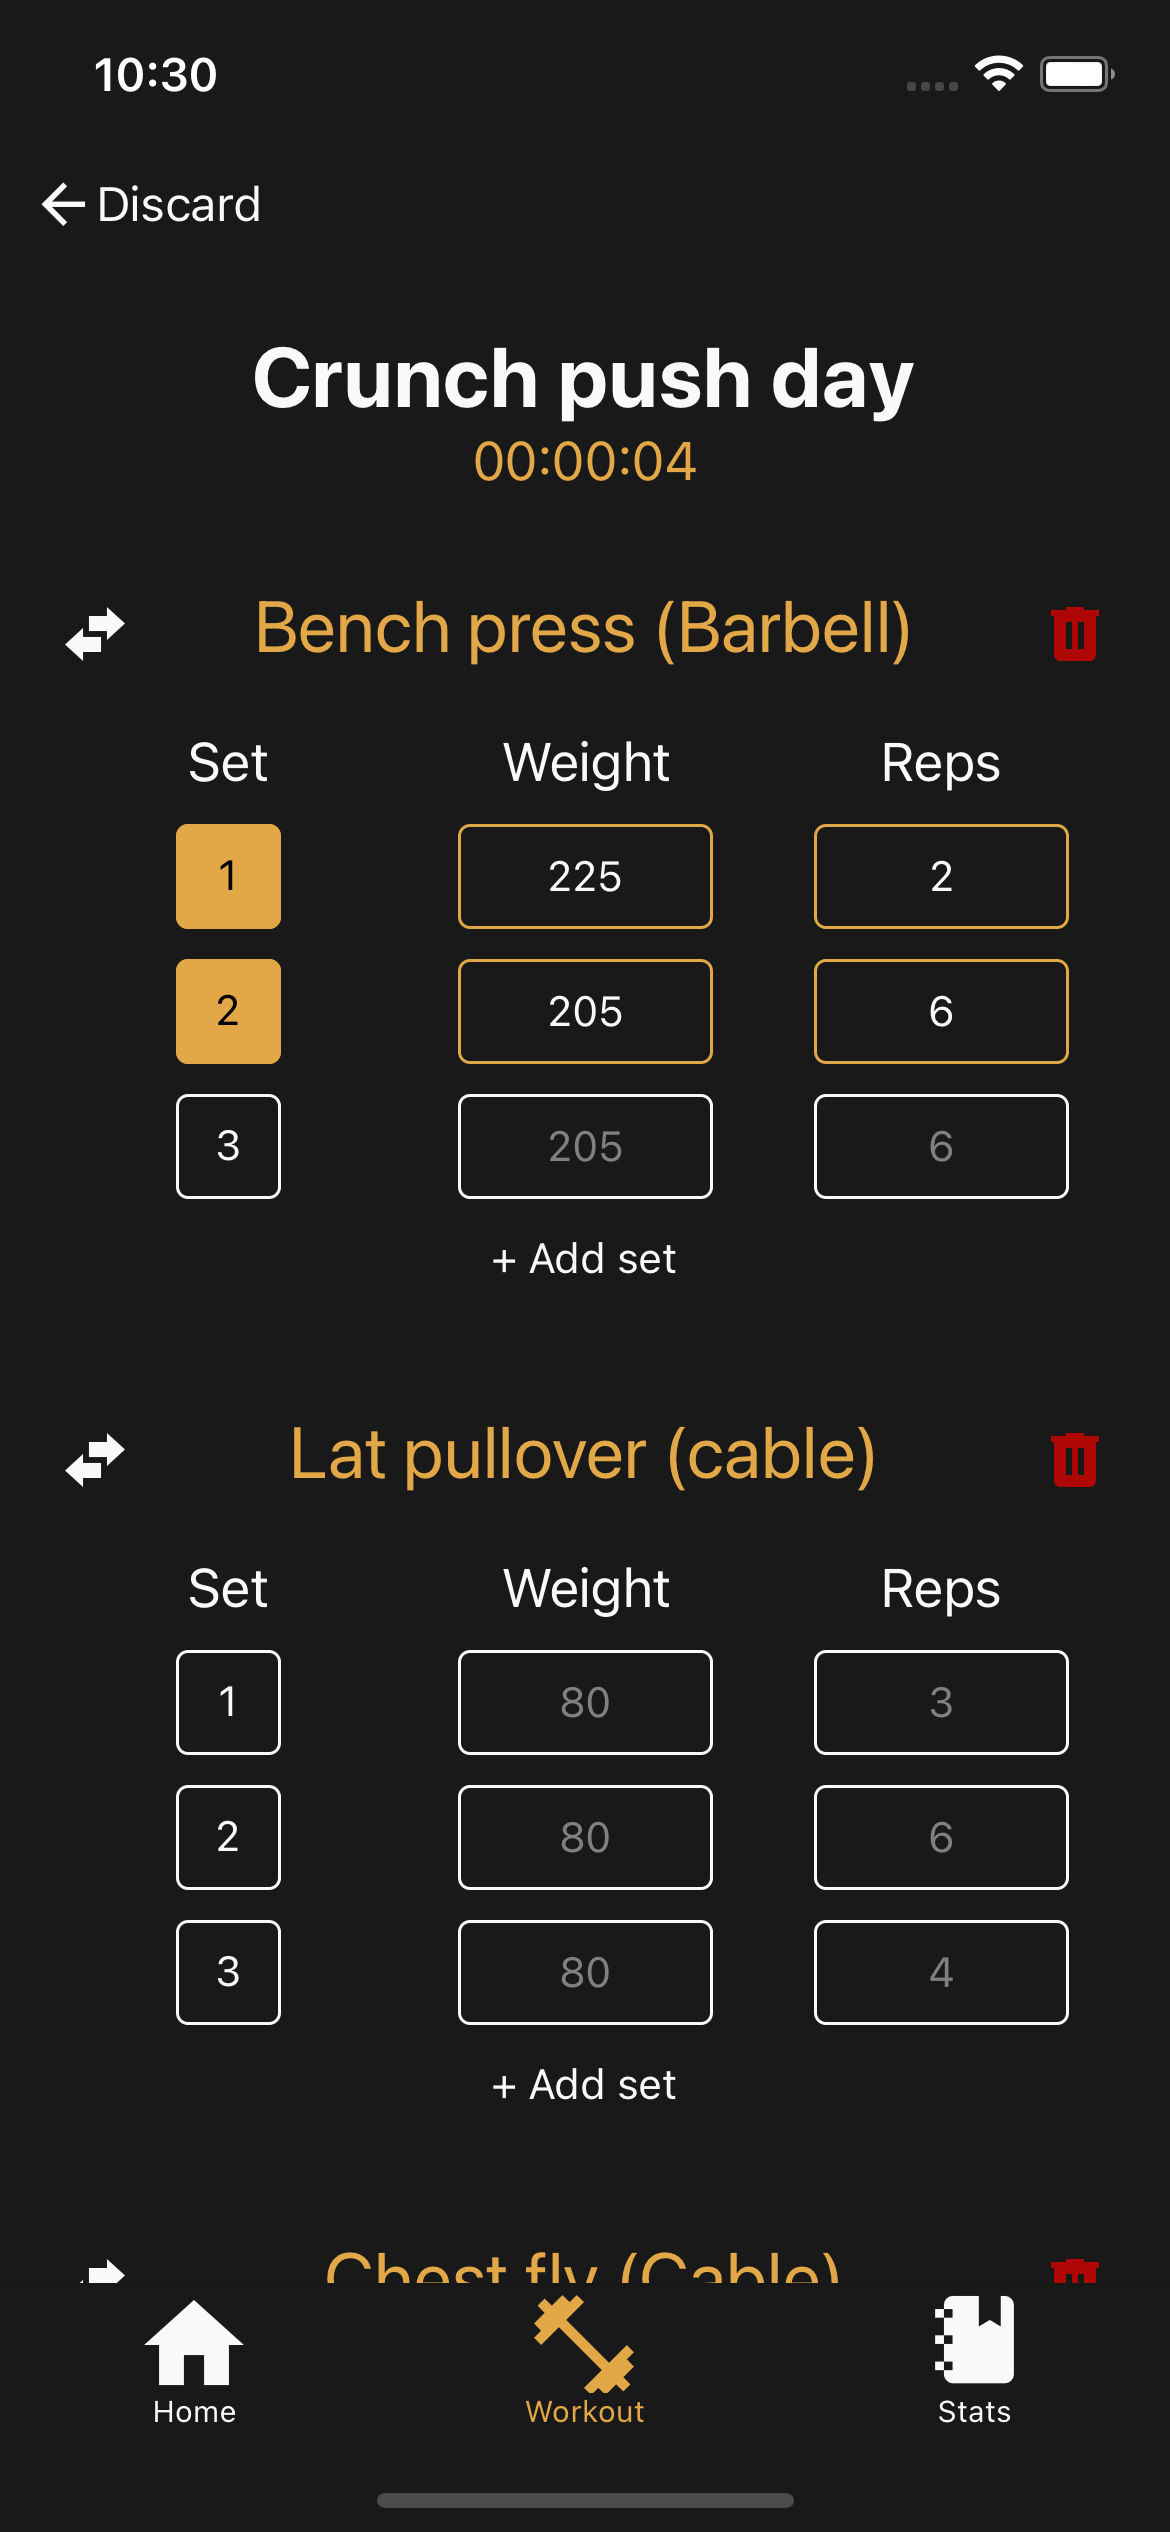 10:30
Discard
Crunch push day
00:00:04
Bench press (Barbell)
Set Weight Reps
1 225 2
2 205 6
3 205 6
+ Add set
Lat pullover (cable)
Set Weight Reps
1 80 3
2 80 6
3 80 4
+ Add set
Chest fly (Cable)
Home Workout Stats